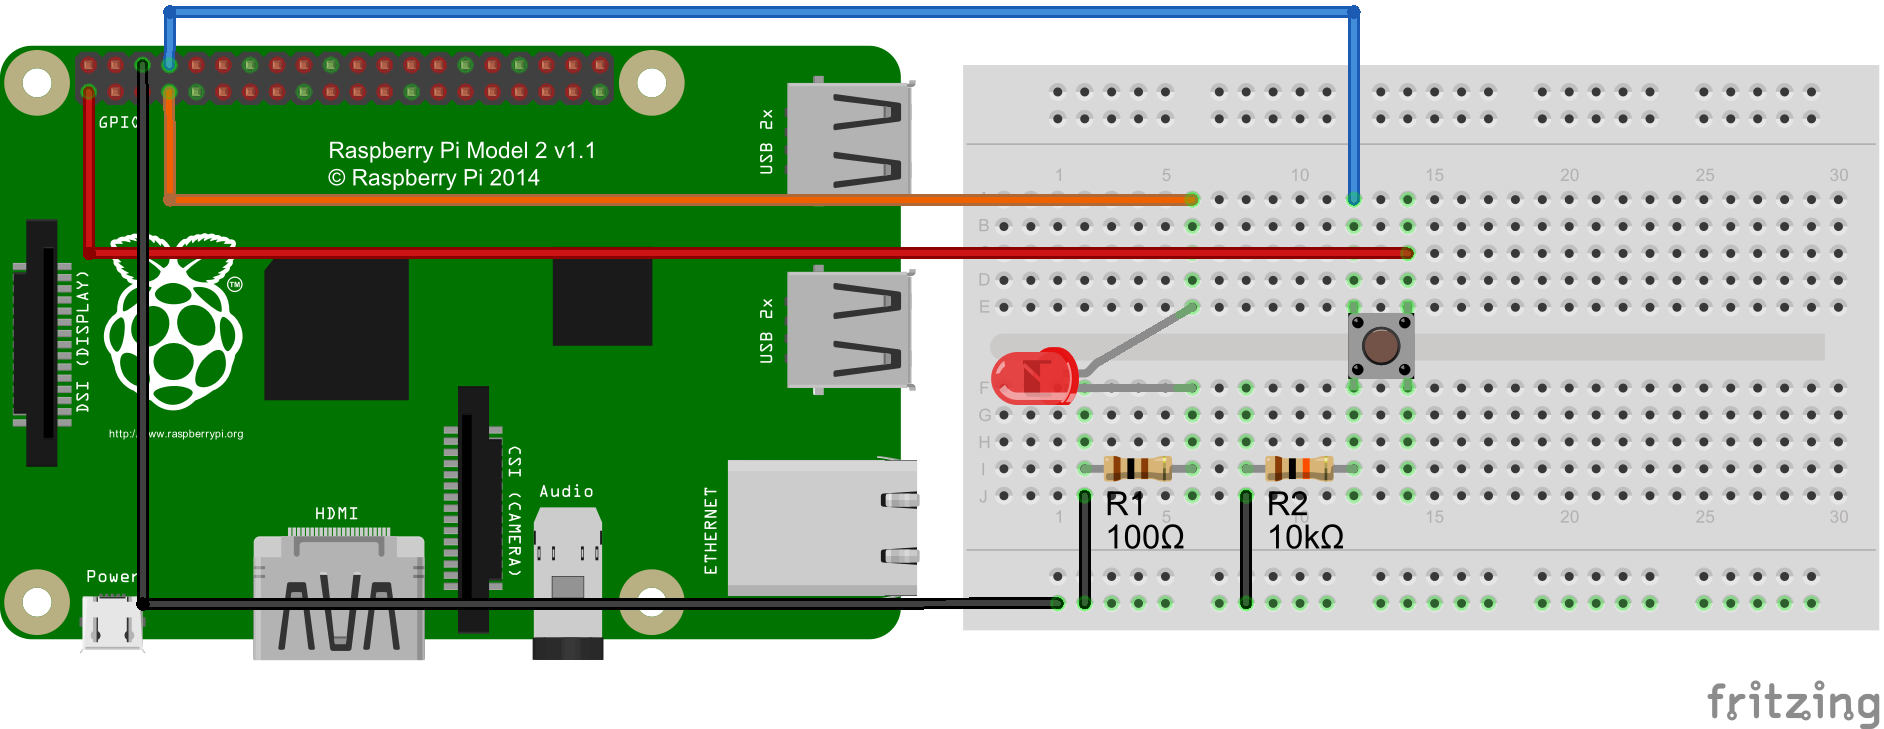 GPIO
Raspberry Pi Model 2 v1.1
© Raspberry Pi 2014
USB 2x
USB 2x
DSI (DISPLAY)
TM
http://www.raspberrypi.org
CSI (CAMERA)
Audio
HDMI
ETHERNET
Power
1 5 10 15 20 25 30
B
D
E
F
G
H
I
J
R1
100Ω
R2
10kΩ
1 5 15 20 25 30
fritzing